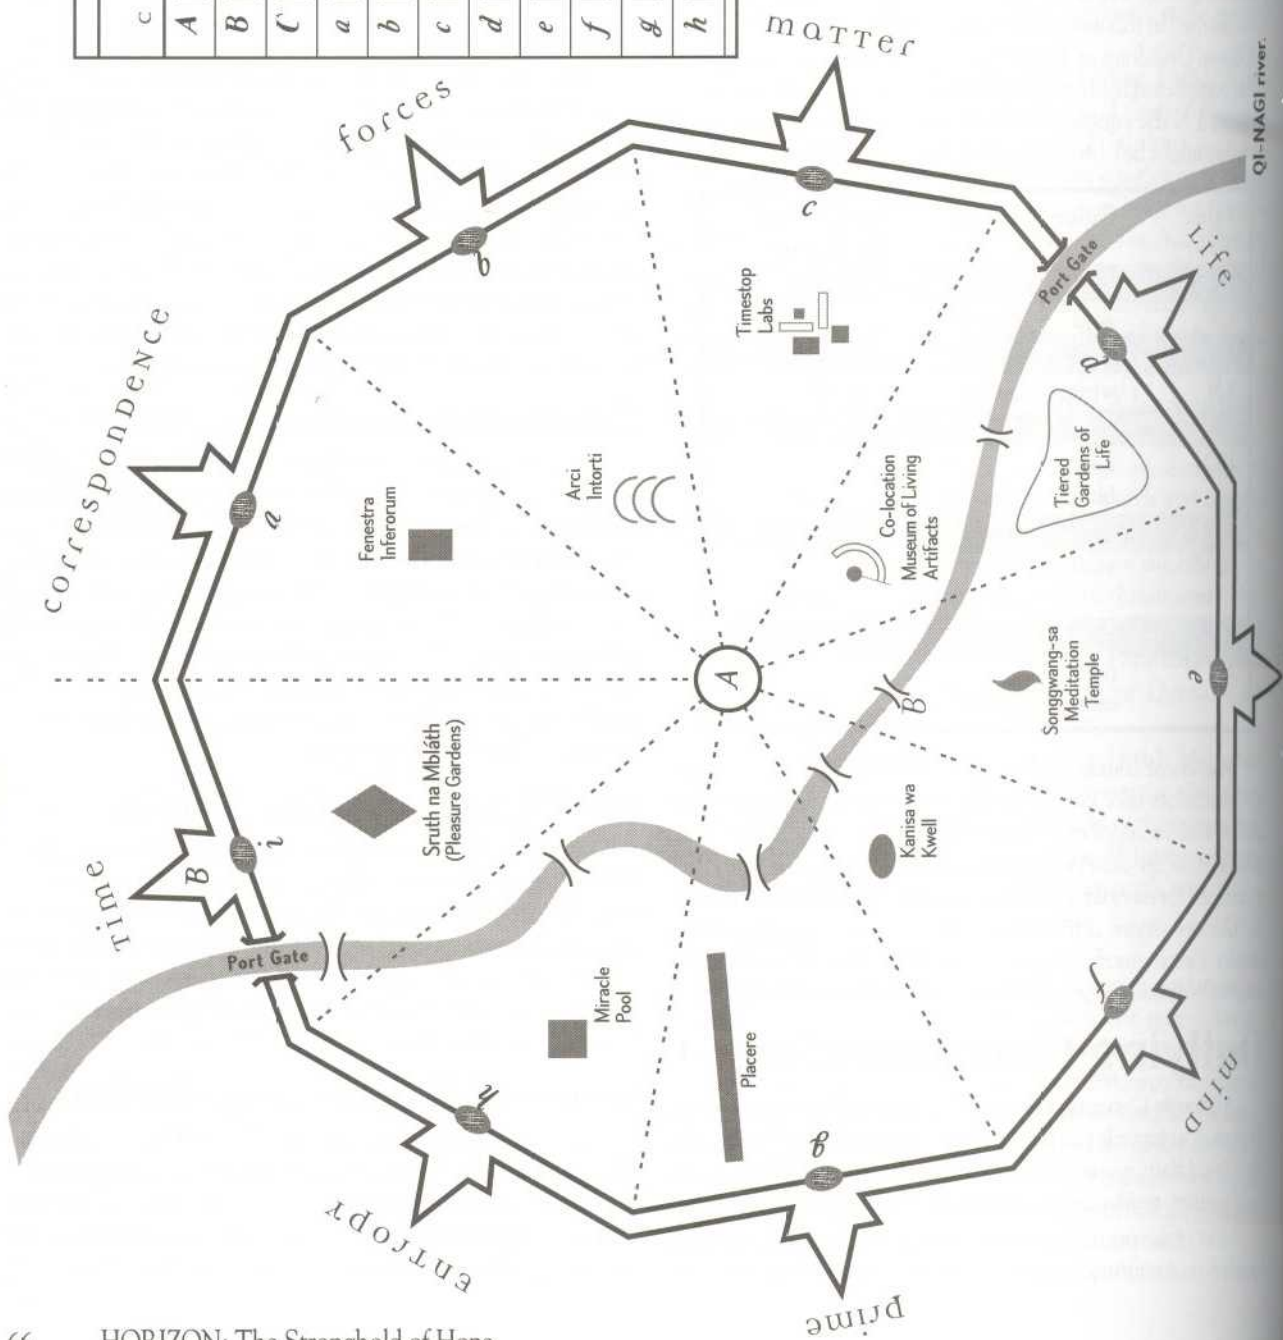 C
A
B
C
a
b
c
d
e
f
g
h
matter
forces
correspondence
Time
Entropy
prime
mind
Life
QI-NAGI river.
Port Gate
Port Gate
a
b
c
d
e
f
g
h
i
B
A
B
Fenestra
Inferorum
Arci
Intorti
Timestop
Labs
Co-location
Museum of Living
Artifacts
Tiered
Gardens of
Life
Songgwang-sa
Meditation
Temple
Kanisa wa
Kwell
Sruth na Mbláth
(Pleasure Gardens)
Miracle
Pool
Placere
66 HORIZON: The Stronghold of Hope